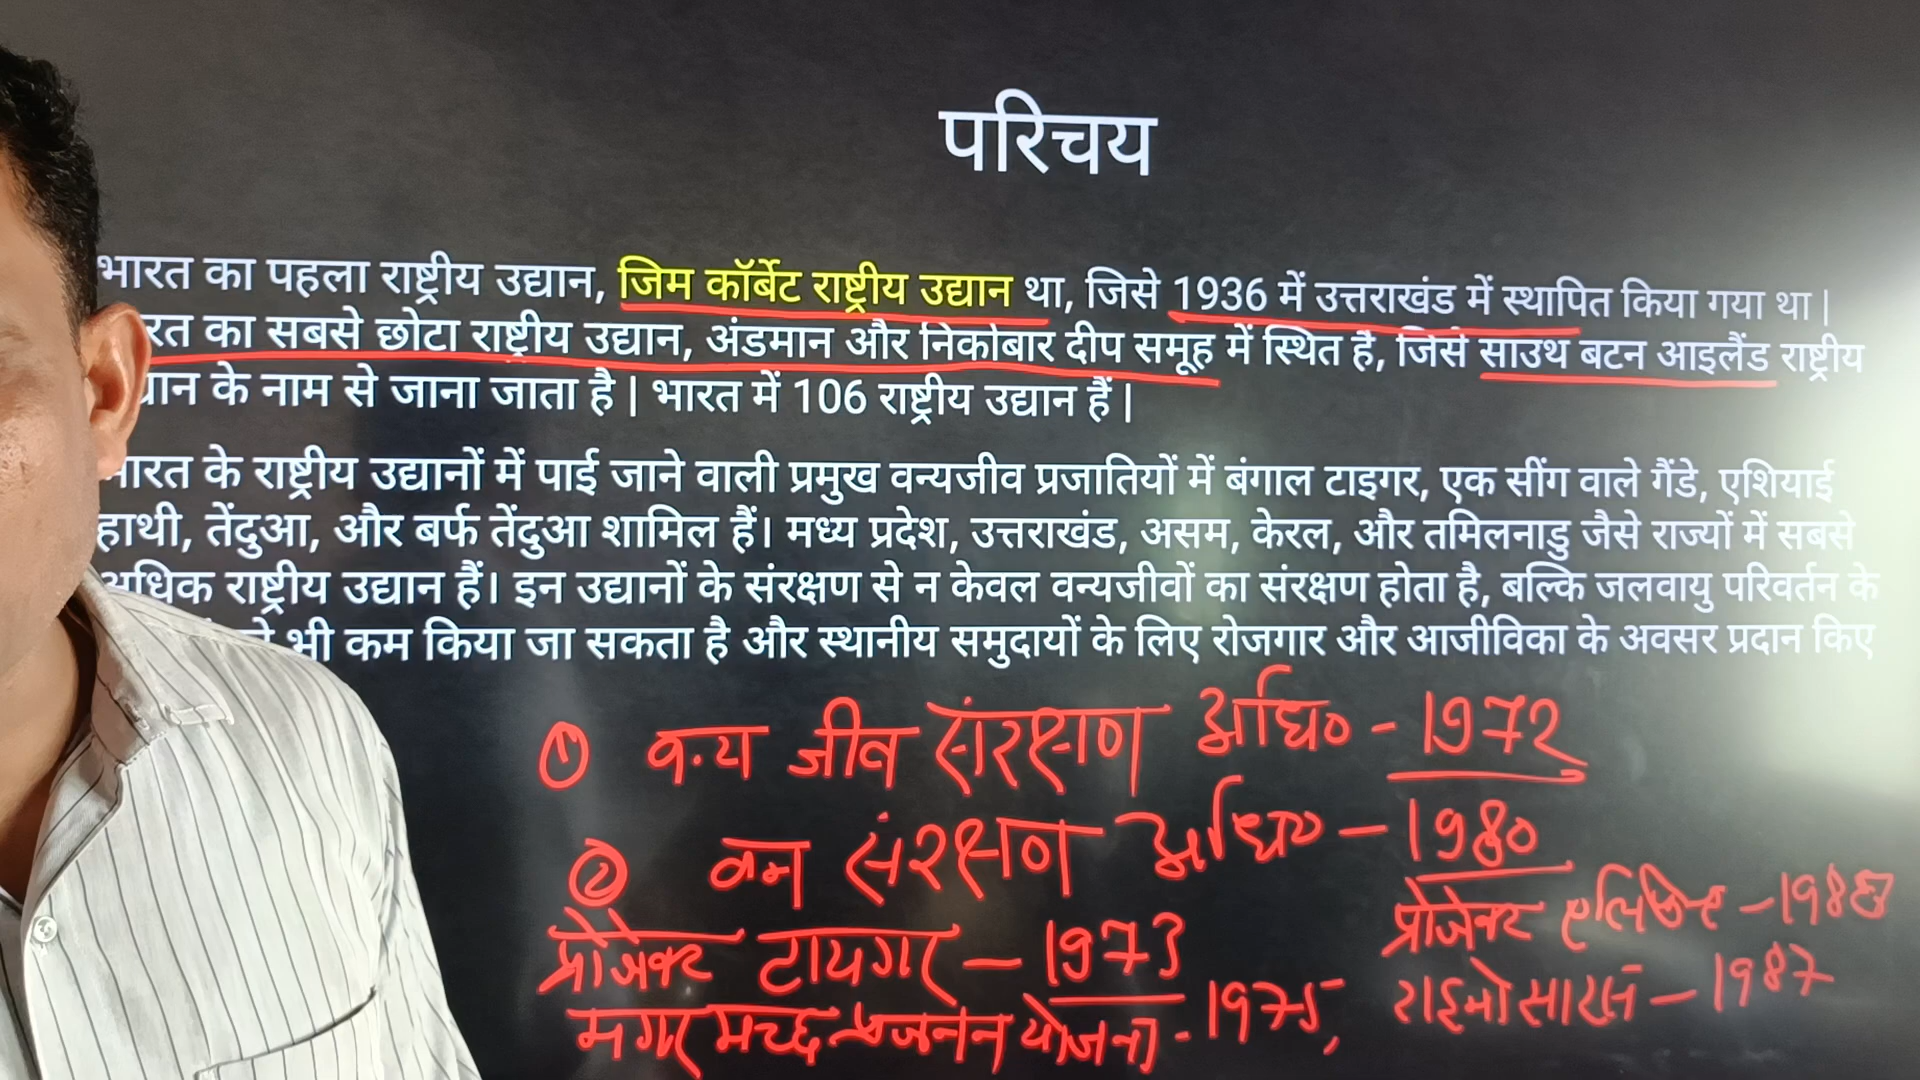 परिचय
भारत का पहला राष्ट्रीय उद्यान, जिम कॉर्बेट राष्ट्रीय उद्यान था, जिसे 1936 में उत्तराखंड में स्थापित किया गया था |
रत का सबसे छोटा राष्ट्रीय उद्यान, अंडमान और निकोबार दीप समूह में स्थित है, जिसे साउथ बटन आइलैंड राष्ट्रीय
द्यान के नाम से जाना जाता है | भारत में 106 राष्ट्रीय उद्यान हैं |
भारत के राष्ट्रीय उद्यानों में पाई जाने वाली प्रमुख वन्यजीव प्रजातियों में बंगाल टाइगर, एक सींग वाले गैंडे, एशियाई
हाथी, तेंदुआ, और बर्फ तेंदुआ शामिल हैं। मध्य प्रदेश, उत्तराखंड, असम, केरल, और तमिलनाडु जैसे राज्यों में सबसे
अधिक राष्ट्रीय उद्यान हैं। इन उद्यानों के संरक्षण से न केवल वन्यजीवों का संरक्षण होता है, बल्कि जलवायु परिवर्तन के
भी कम किया जा सकता है और स्थानीय समुदायों के लिए रोजगार और आजीविका के अवसर प्रदान किए
① वन्य जीव संरक्षण अधि० - 1972
② वन संरक्षण अधि० - 1980
प्रोजेक्ट टायगर - 1973
मगर मच्छ प्रजनन योजना - 1975,
प्रोजेक्ट - 198
राइनोसारस - 1987